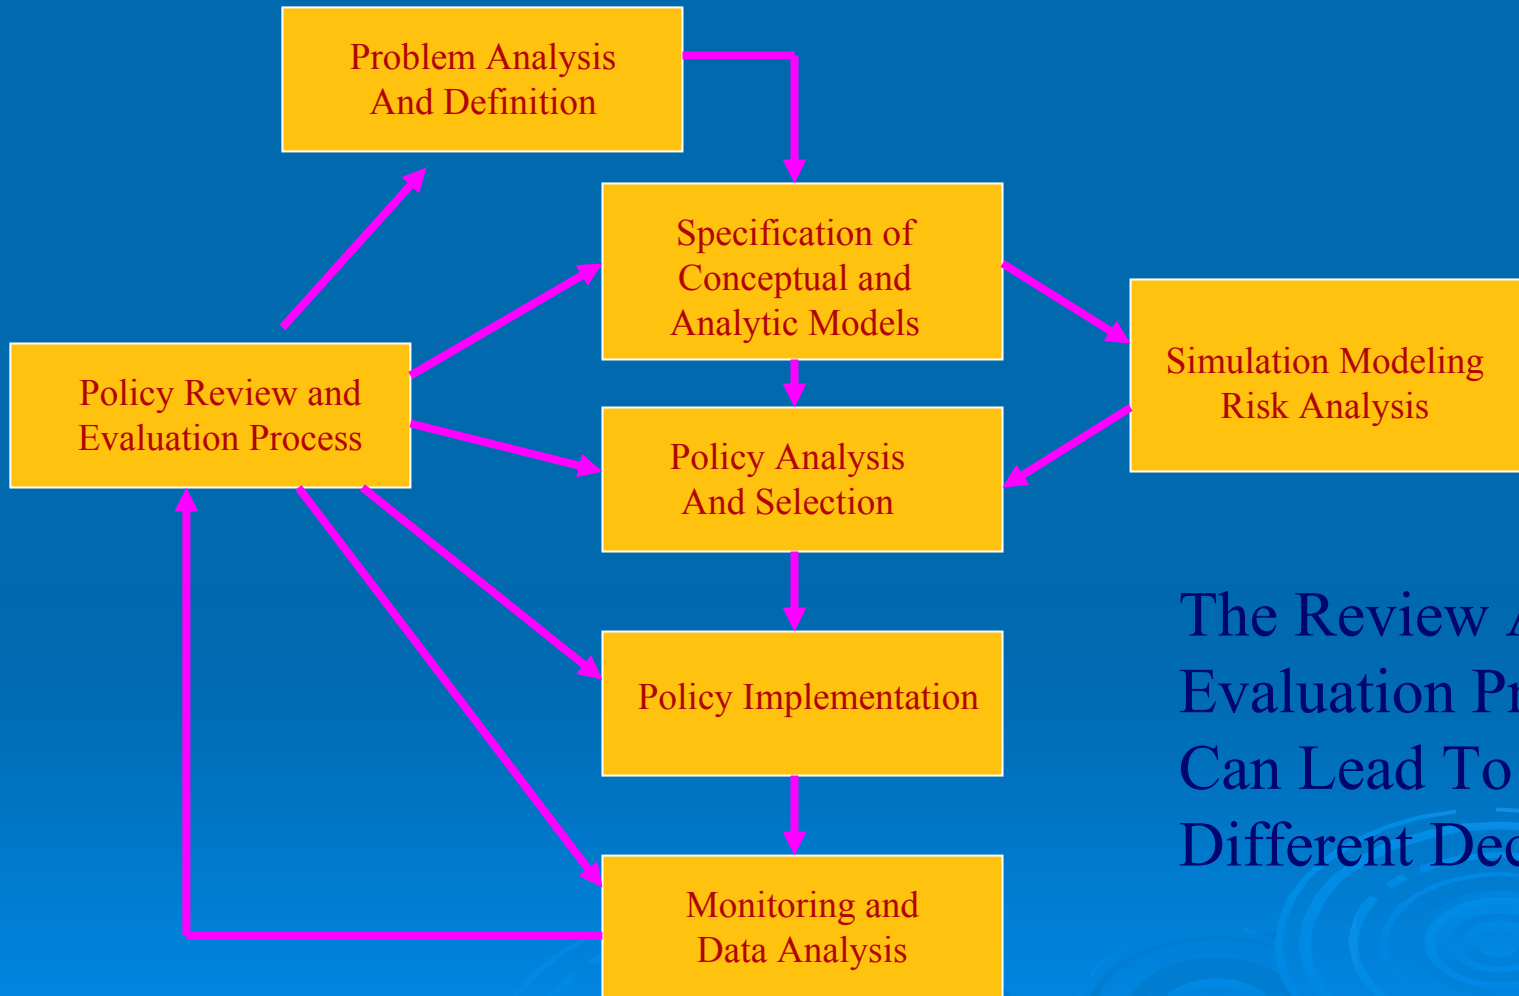 Problem Analysis
And Definition
Specification of
Conceptual and
Analytic Models
Simulation Modeling
Risk Analysis
Policy Review and
Evaluation Process
Policy Analysis
And Selection
Policy Implementation
Monitoring and
Data Analysis
The Review
Evaluation
Can Lead To
Different